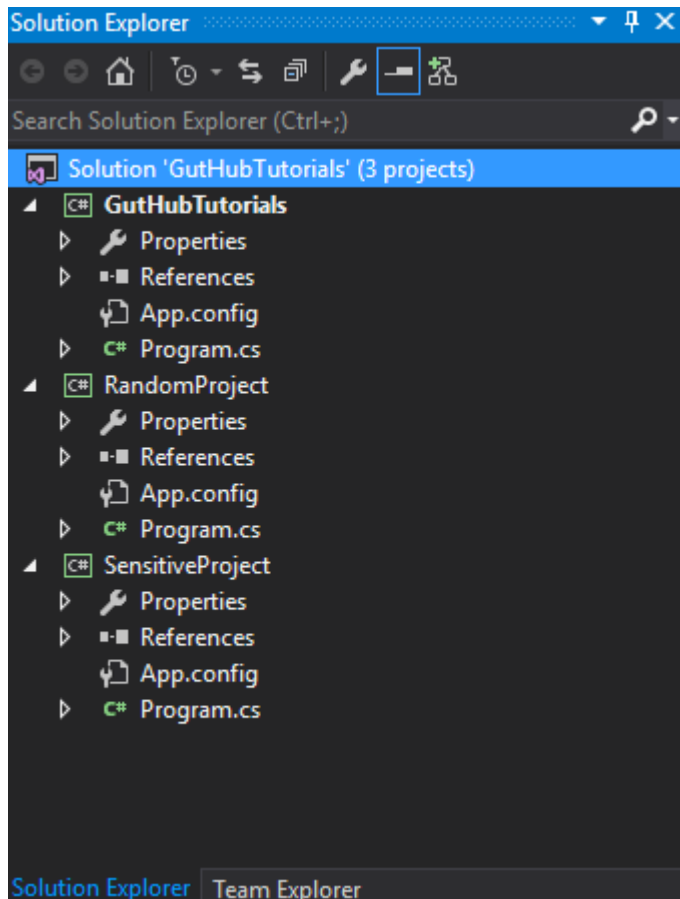 Solution Explorer
Search Solution Explorer (Ctrl+;)
Solution 'GutHubTutorials' (3 projects)
C# GutHubTutorials
Properties
References
App.config
C# Program.cs
C# RandomProject
Properties
References
App.config
C# Program.cs
C# SensitiveProject
Properties
References
App.config
C# Program.cs
Solution Explorer Team Explorer